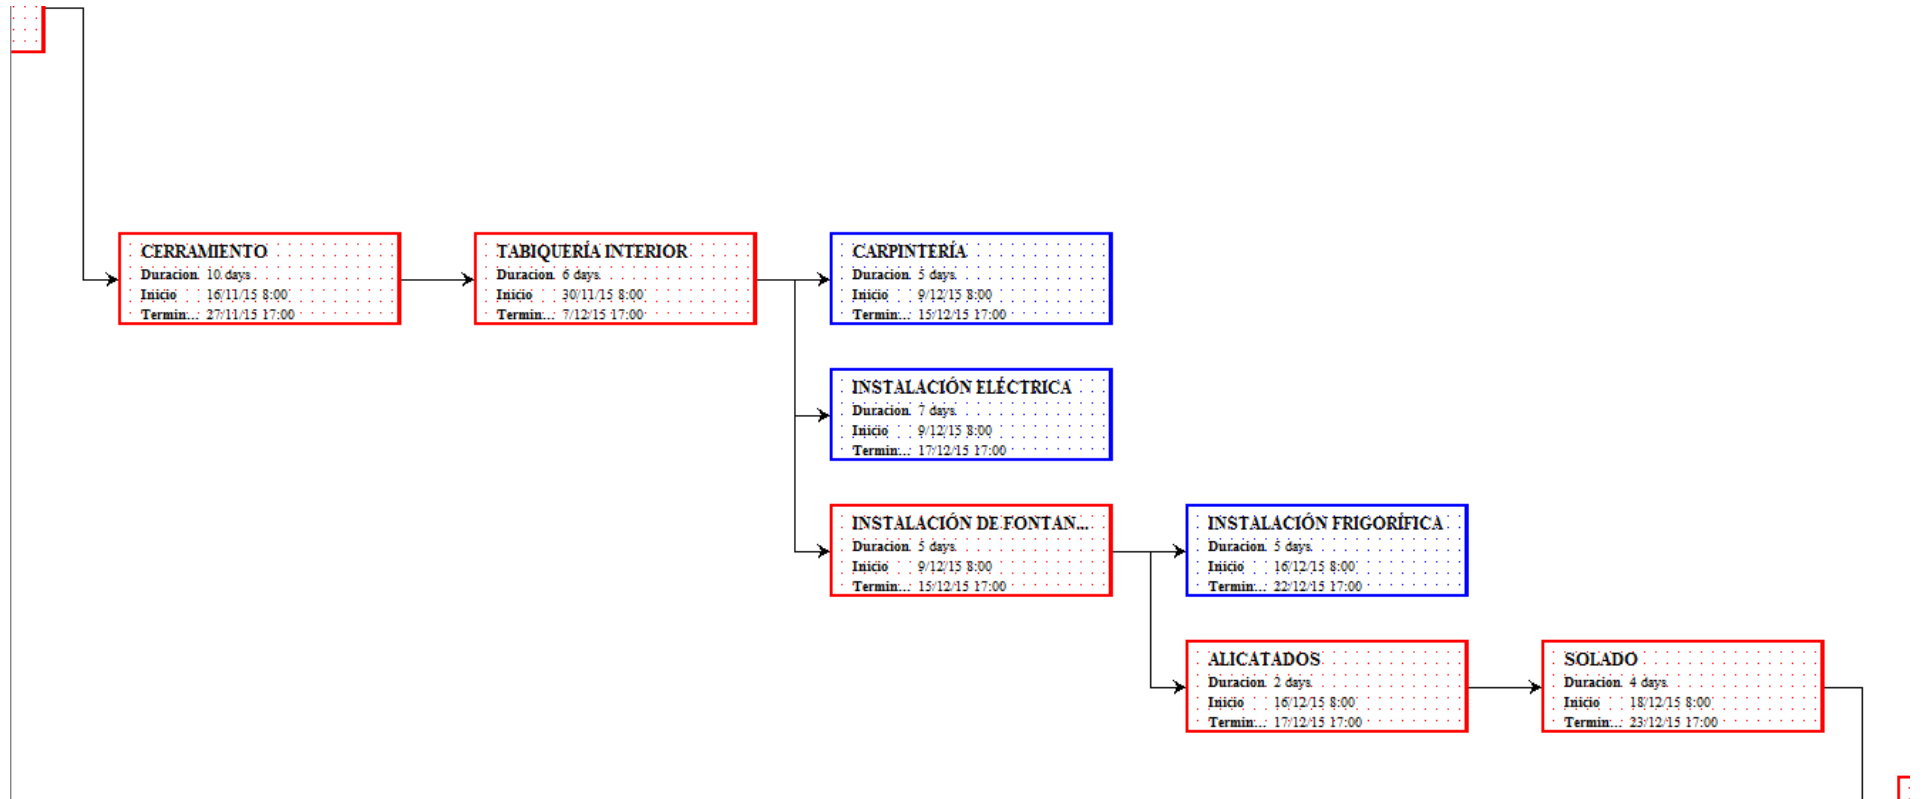 CERRAMIENTO
Duracion 10 days
Inicio 16/11/15 8:00
Termin...: 27/11/15 17:00
TABIQUERÍA INTERIOR
Duracion 6 days
Inicio 30/11/15 8:00
Termin...: 7/12/15 17:00
CARPINTERÍA
Duracion 5 days
Inicio 9/12/15 8:00
Termin...: 15/12/15 17:00
INSTALACIÓN ELÉCTRICA
Duracion 7 days
Inicio 9/12/15 8:00
Termin...: 17/12/15 17:00
INSTALACIÓN DE FONTAN...
Duracion 5 days
Inicio 9/12/15 8:00
Termin...: 15/12/15 17:00
INSTALACIÓN FRIGORÍFICA
Duracion 5 days
Inicio 16/12/15 8:00
Termin...: 22/12/15 17:00
ALICATADOS
Duracion 2 days
Inicio 16/12/15 8:00
Termin...: 17/12/15 17:00
SOLADO
Duracion 4 days
Inicio 18/12/15 8:00
Termin...: 23/12/15 17:00